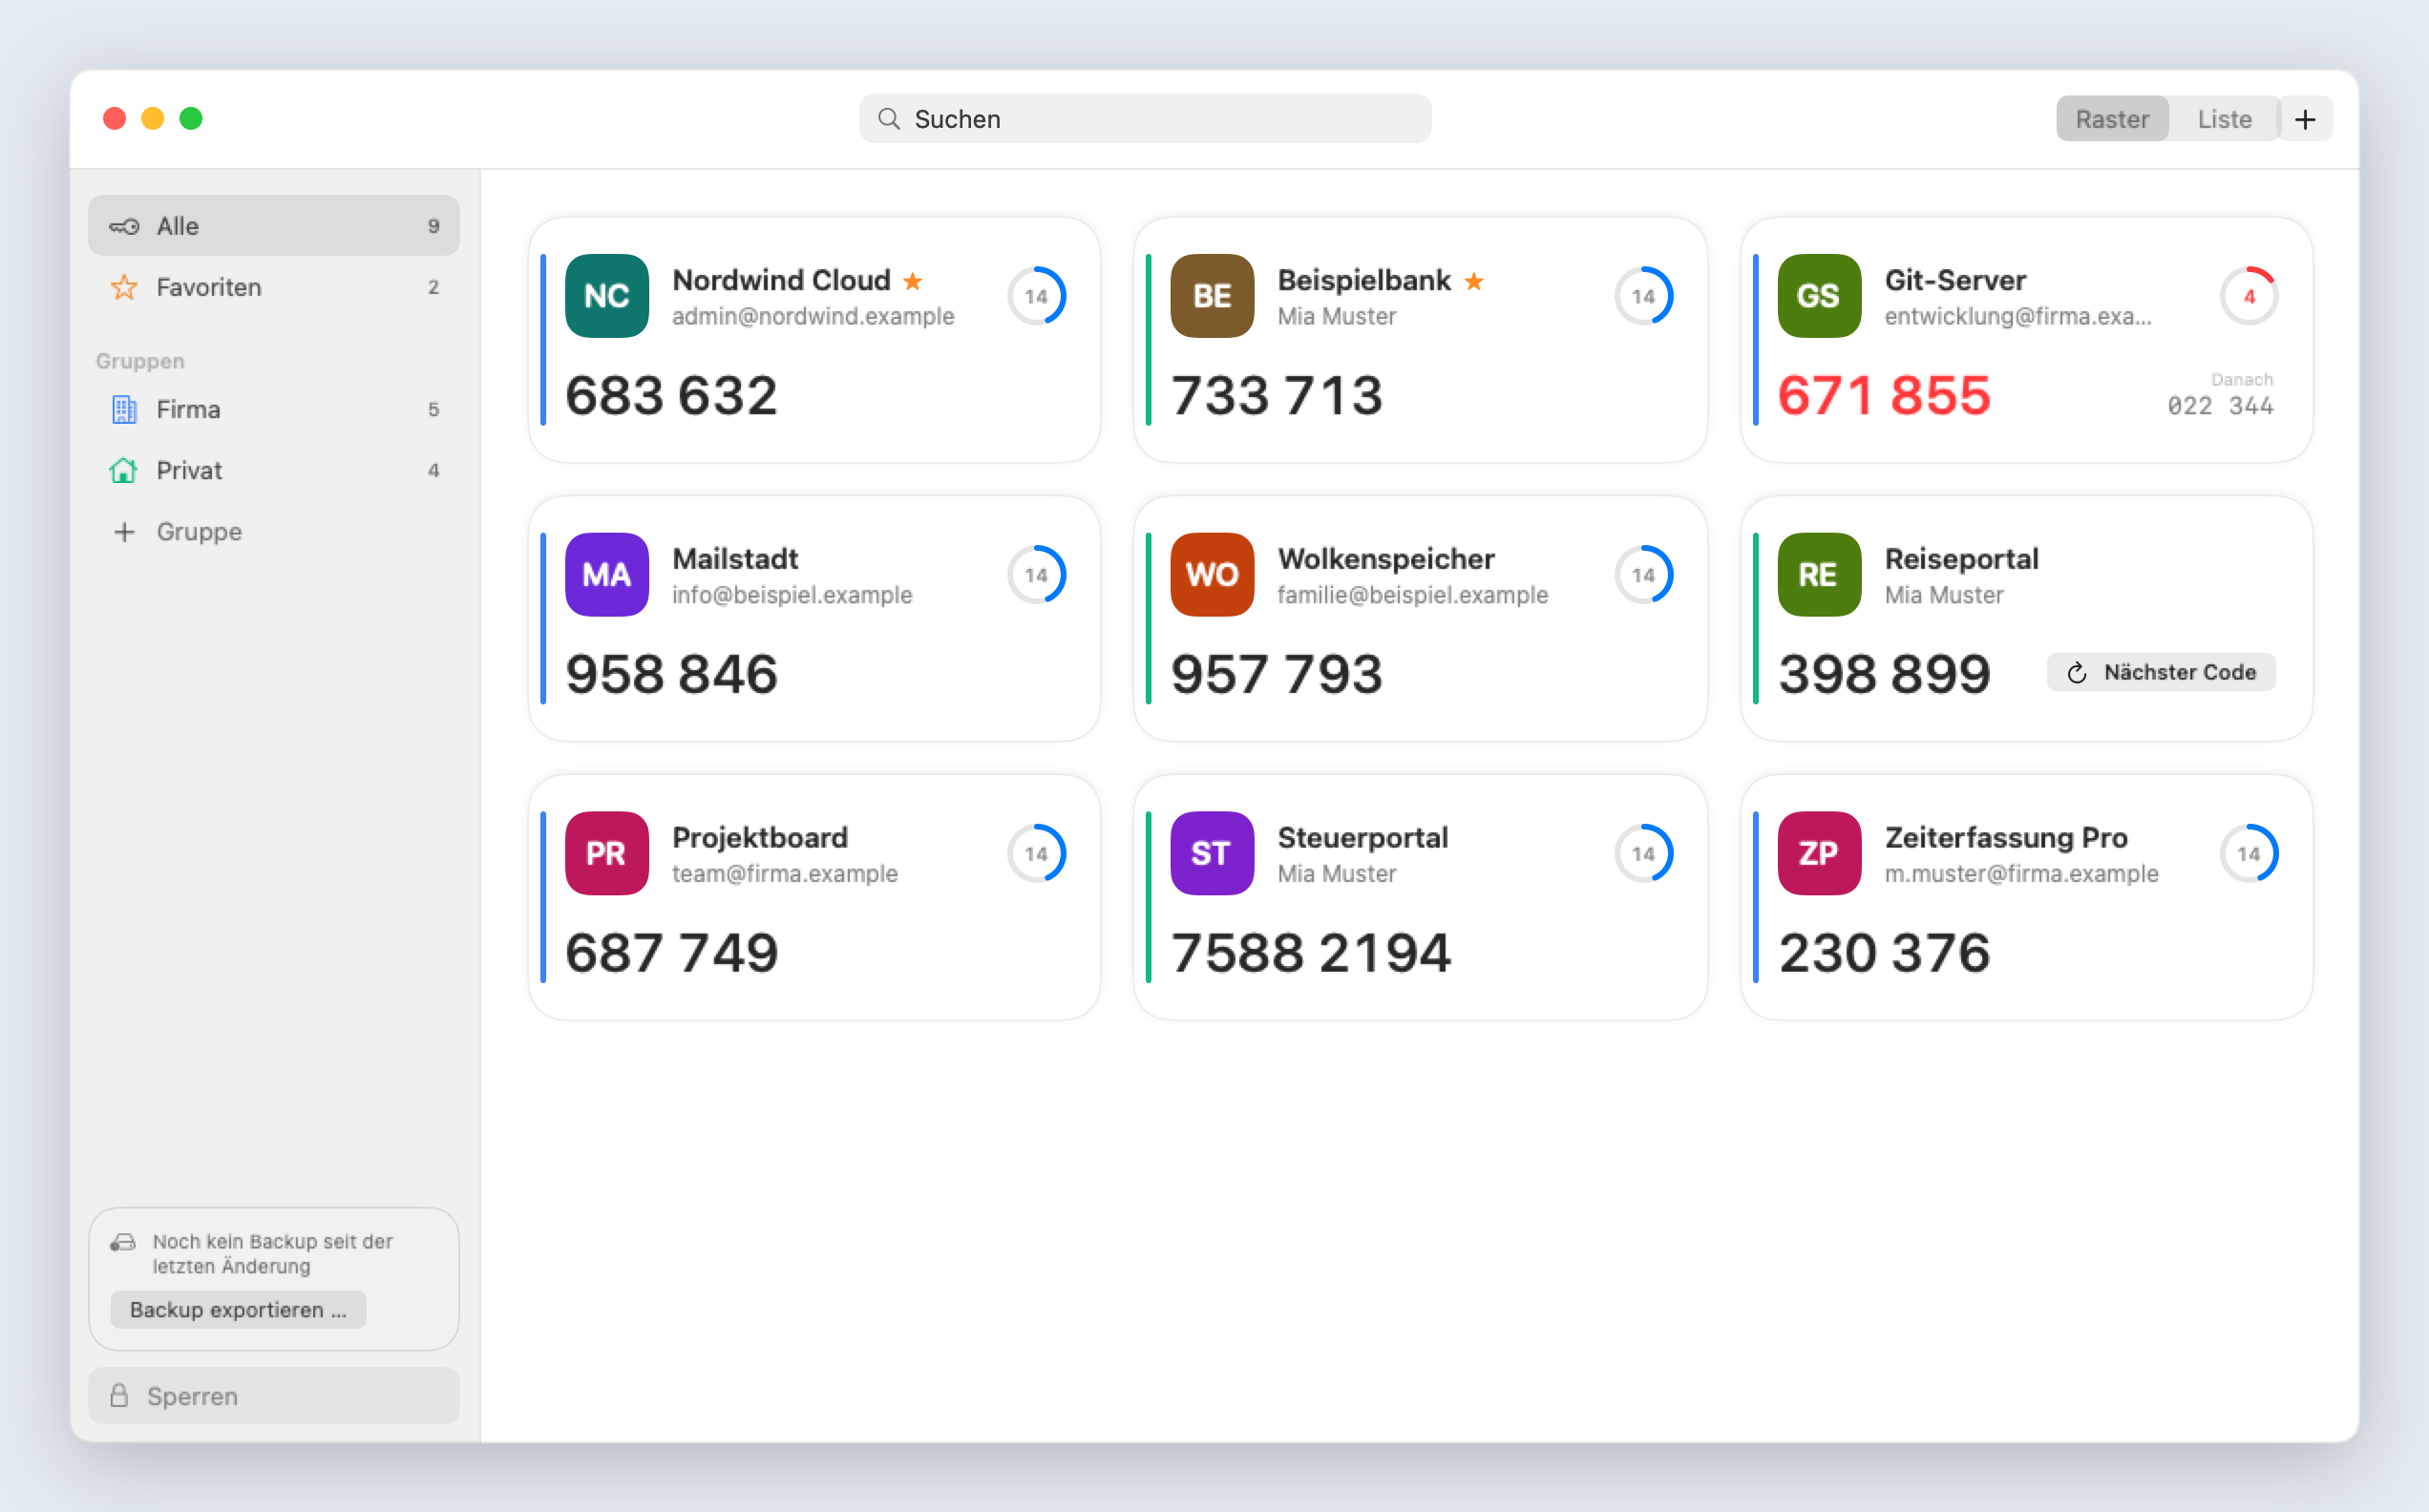 Suchen
Raster
Liste
Alle 9
Favoriten 2
Gruppen
Firma 5
Privat 4
Gruppe
Noch kein Backup seit der
letzten Änderung
Backup exportieren ...
Sperren
NC
Nordwind Cloud
admin@nordwind.example
14
683 632
BE
Beispielbank
Mia Muster
14
733 713
GS
Git-Server
entwicklung@firma.exa...
4
671 855
Danach
022 344
MA
Mailstadt
info@beispiel.example
14
958 846
WO
Wolkenspeicher
familie@beispiel.example
14
957 793
RE
Reiseportal
Mia Muster
398 899
Nächster Code
PR
Projektboard
team@firma.example
14
687 749
ST
Steuerportal
Mia Muster
14
7588 2194
ZP
Zeiterfassung Pro
m.muster@firma.example
14
230 376